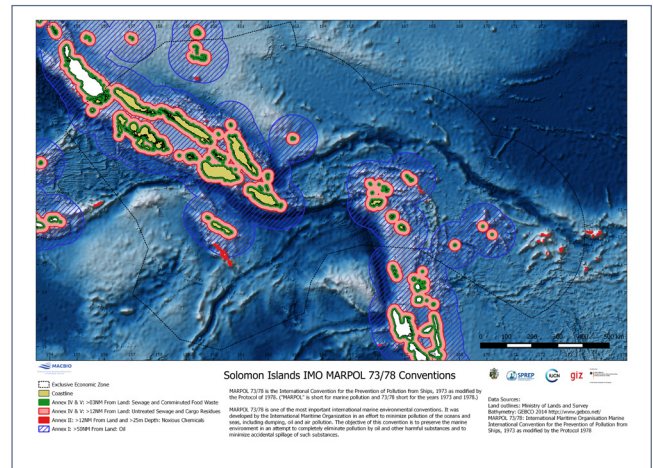 0 100 200 300 400 500 km
MACBIO
Solomon Islands IMO MARPOL 73/78 Conventions
SPREP
IUCN
giz
Exclusive Economic Zone
Coastline
Annex IV & V: >03NM From Land: Sewage and Comminuted Food Waste
Annex IV & V: >12NM From Land: Untreated Sewage and Cargo Residues
Annex II: >12NM From Land and >25m Depth: Noxious Chemicals
Annex I: >50NM From Land: Oil
MARPOL 73/78 is the International Convention for the Prevention of Pollution from Ships, 1973 as modified by
the Protocol of 1978. ("MARPOL" is short for marine pollution and 73/78 short for the years 1973 and 1978.)
MARPOL 73/78 is one of the most important international marine environmental conventions. It was
developed by the International Maritime Organization in an effort to minimize pollution of the oceans and
seas, including dumping, oil and air pollution. The objective of this convention is to preserve the marine
environment in an attempt to completely eliminate pollution by oil and other harmful substances and to
minimize accidental spillage of such substances.
Data Sources:
Land outlines: Ministry of Lands and Survey
Bathymetry: GEBCO 2014 http://www.gebco.net/
MARPOL 73/78: International Maritime Organisation Marine
International Convention for the Prevention of Pollution from
Ships, 1973 as modified by the Protocol 1978